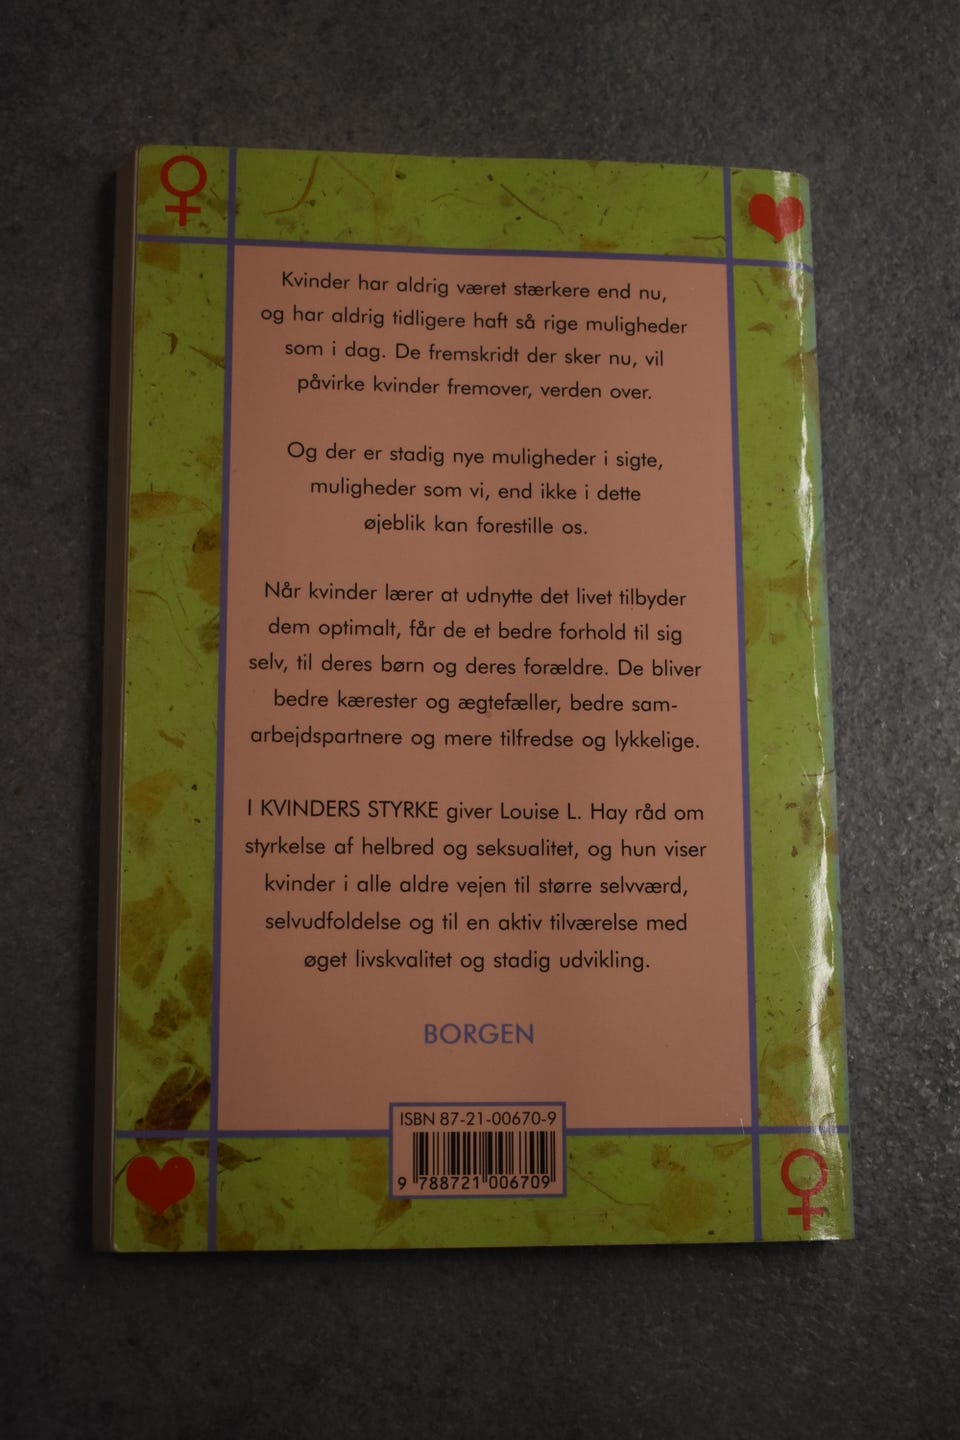 Kvinder har aldrig været stærkere end nu,
og har aldrig tidligere haft så rige muligheder
som i dag. De fremskridt der sker nu, vil
påvirke kvinder fremover, verden over.
Og der er stadig nye muligheder i sigte,
muligheder som vi, end ikke i dette
øjeblik kan forestille os.
Når kvinder lærer at udnytte det livet tilbyder
dem optimalt, får de et bedre forhold til sig
selv, til deres børn og deres forældre. De bliver
bedre kærester og ægtefæller, bedre sam-
arbejdspartnere og mere tilfredse og lykkelige.
I KVINDERS STYRKE giver Louise L. Hay råd om
styrkelse af helbred og seksualitet, og hun viser
kvinder i alle aldre vejen til større selvværd,
selvudfoldelse og til en aktiv tilværelse med
øget livskvalitet og stadig udvikling.
BORGEN
ISBN 87-21-00670-9
9 788721 006709